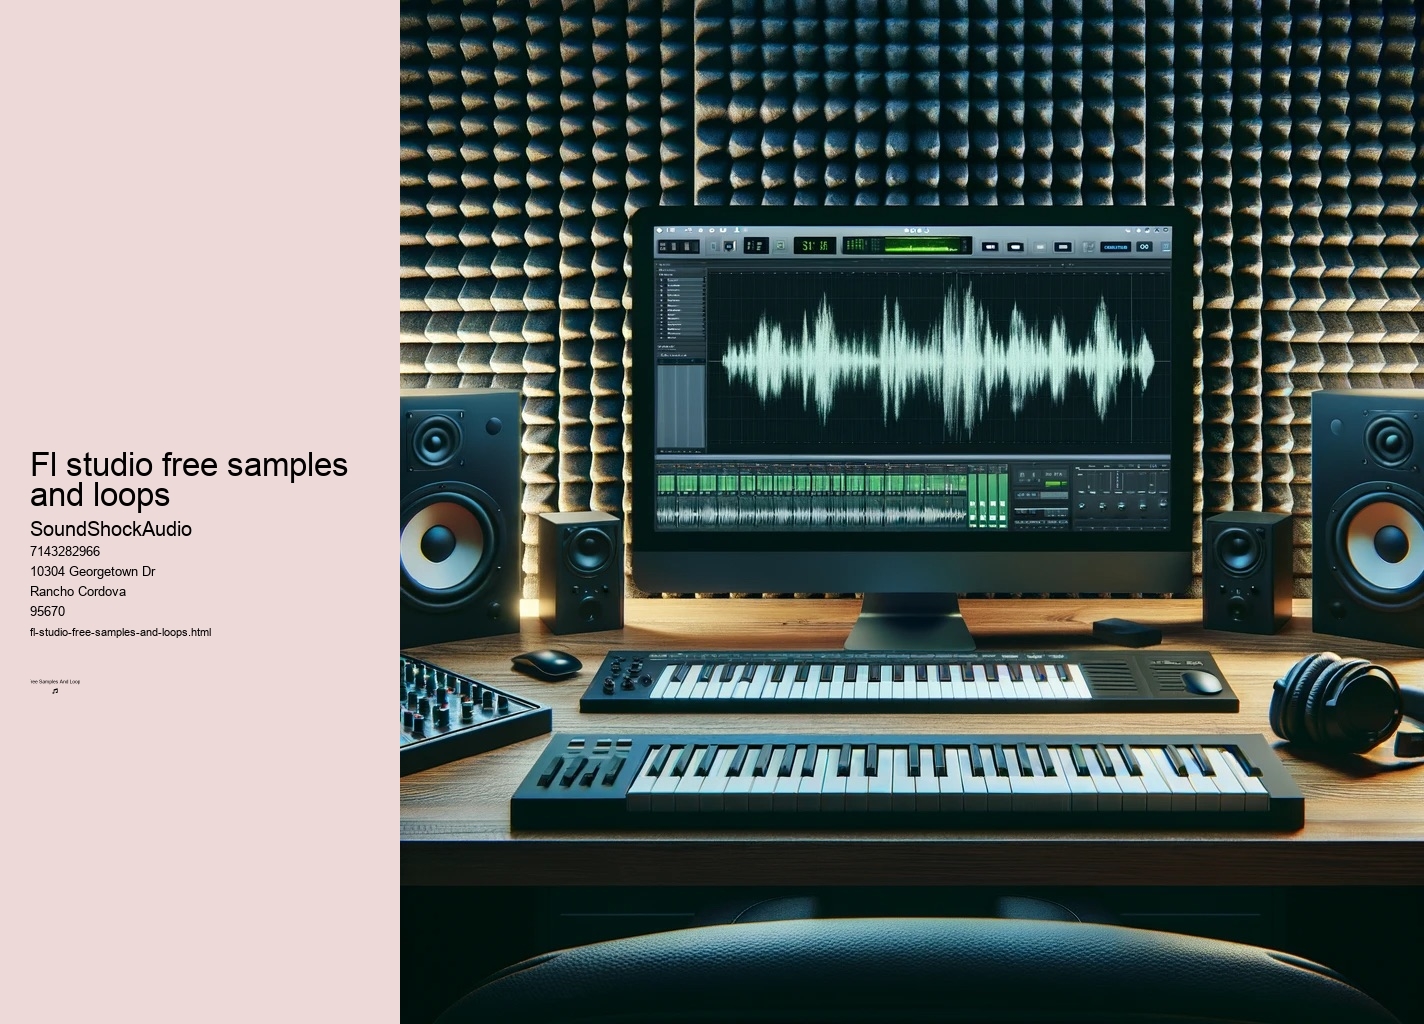 Fl studio free samples
and loops
SoundShockAudio
7143282966
10304 Georgetown Dr
Rancho Cordova
95670
fl-studio-free-samples-and-loops.html
ree Samples And Loop